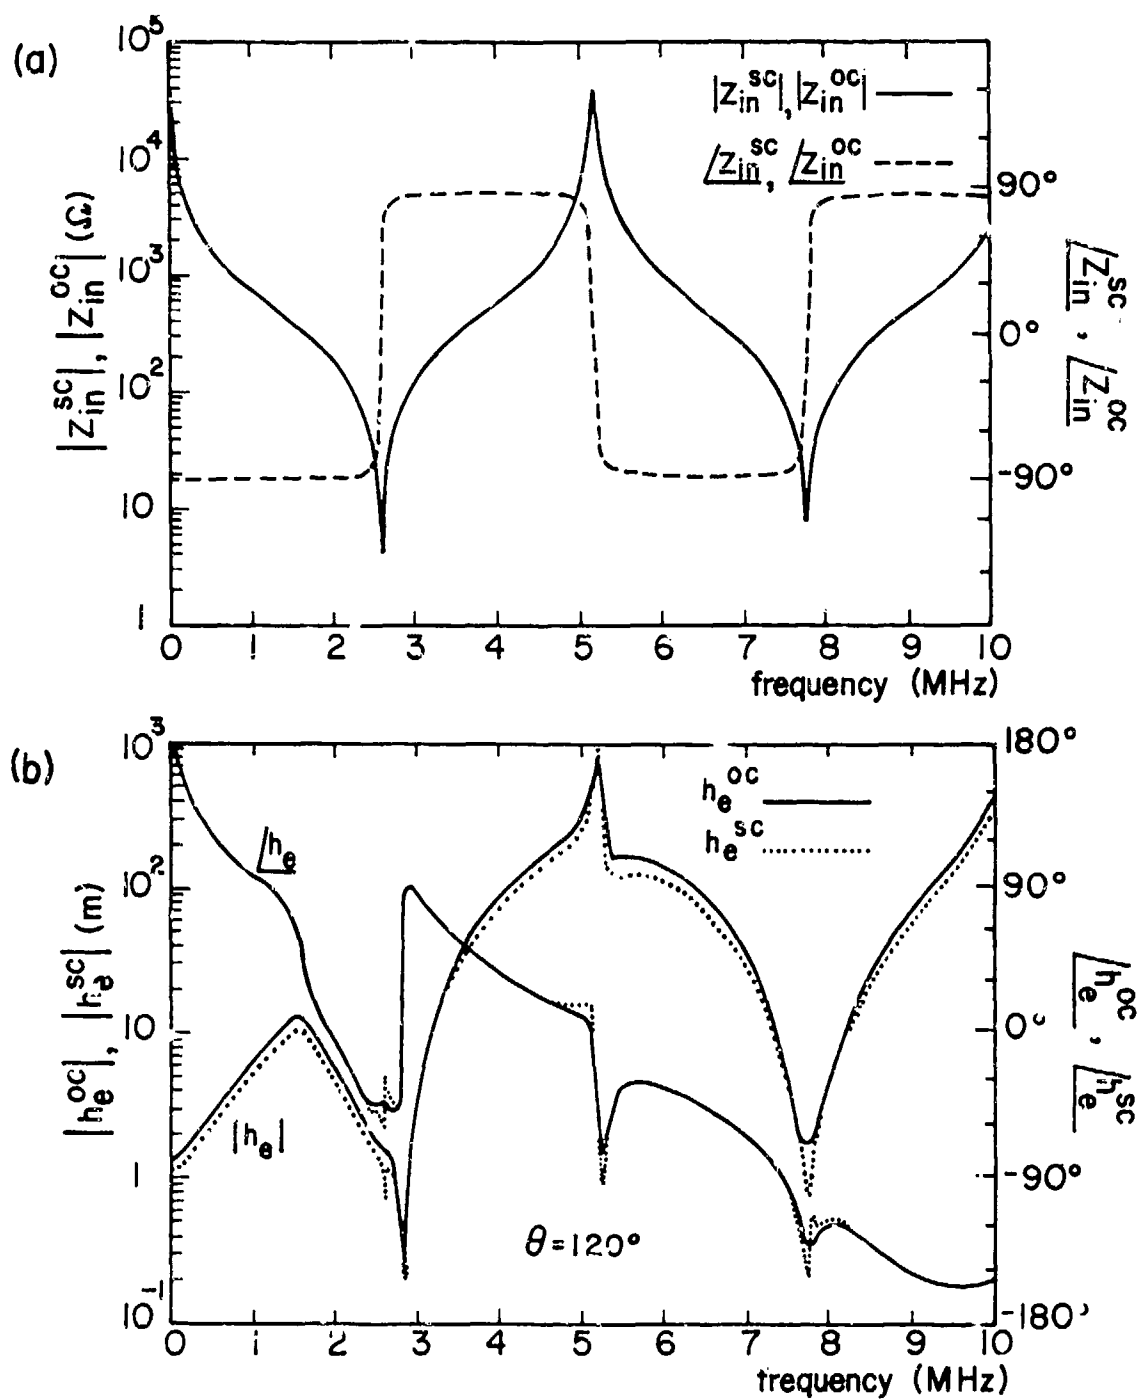 (a)
10^5
10^4
10^3
10^2
10
1
|Z_in^sc|, |Z_in^oc| (Ω)
|Z_in^sc|, |Z_in^oc|
∠Z_in^sc, ∠Z_in^oc
90°
0°
-90°
∠Z_in^sc, ∠Z_in^oc
0 1 2 3 4 5 6 7 8 9 10
frequency (MHz)
(b)
10^3
10^2
10
1
10^-1
|h_e^oc|, |h_e^sc| (m)
∠h_e
|h_e|
h_e^oc
h_e^sc
θ=120°
180°
90°
0°
-90°
-180°
∠h_e^oc, ∠h_e^sc
0 1 2 3 4 5 6 7 8 9 10
frequency (MHz)